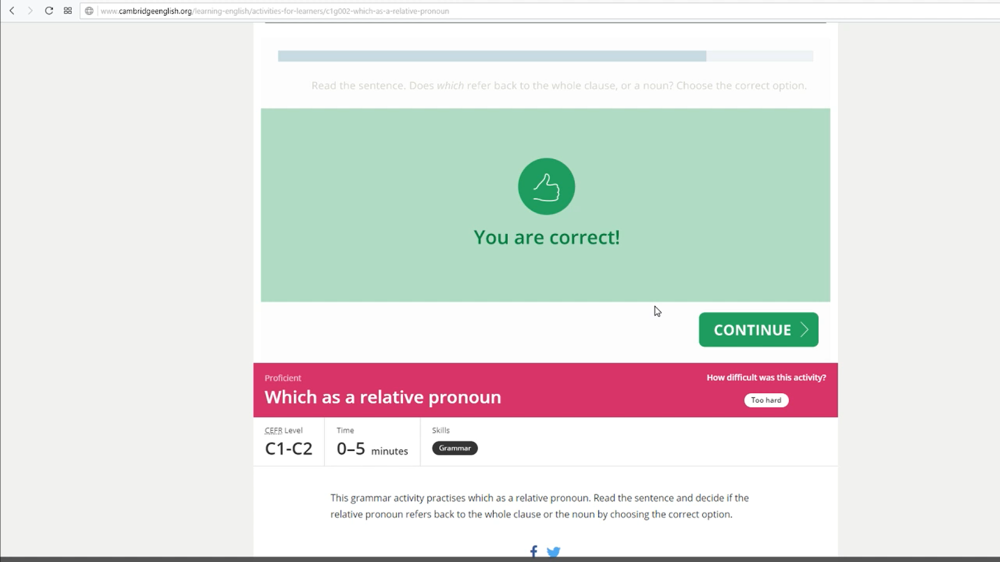 www.cambridgeenglish.org/learning-english/activities-for-learners/c1g002-which-as-a-relative-pronoun
Read the sentence. Does which refer back to the whole clause, or a noun? Choose the correct option.
You are correct!
CONTINUE
Proficient
Which as a relative pronoun
How difficult was this activity?
Too hard
CEFR Level
C1-C2
Time
0–5 minutes
Skills
Grammar
This grammar activity practises which as a relative pronoun. Read the sentence and decide if the
relative pronoun refers back to the whole clause or the noun by choosing the correct option.